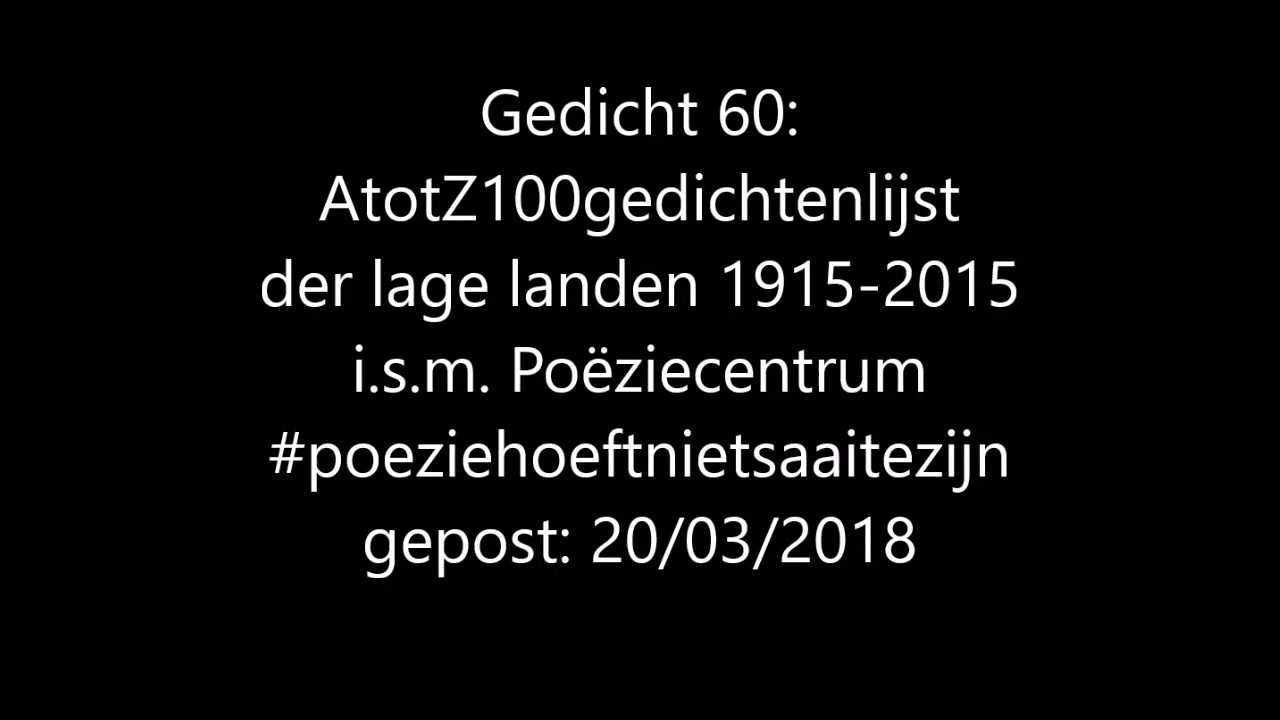 Gedicht 60:
AtotZ100gedichtenlijst
der lage landen 1915-2015
i.s.m. Poëziecentrum
#poeziehoeftnietsaaitezijn
gepost: 20/03/2018